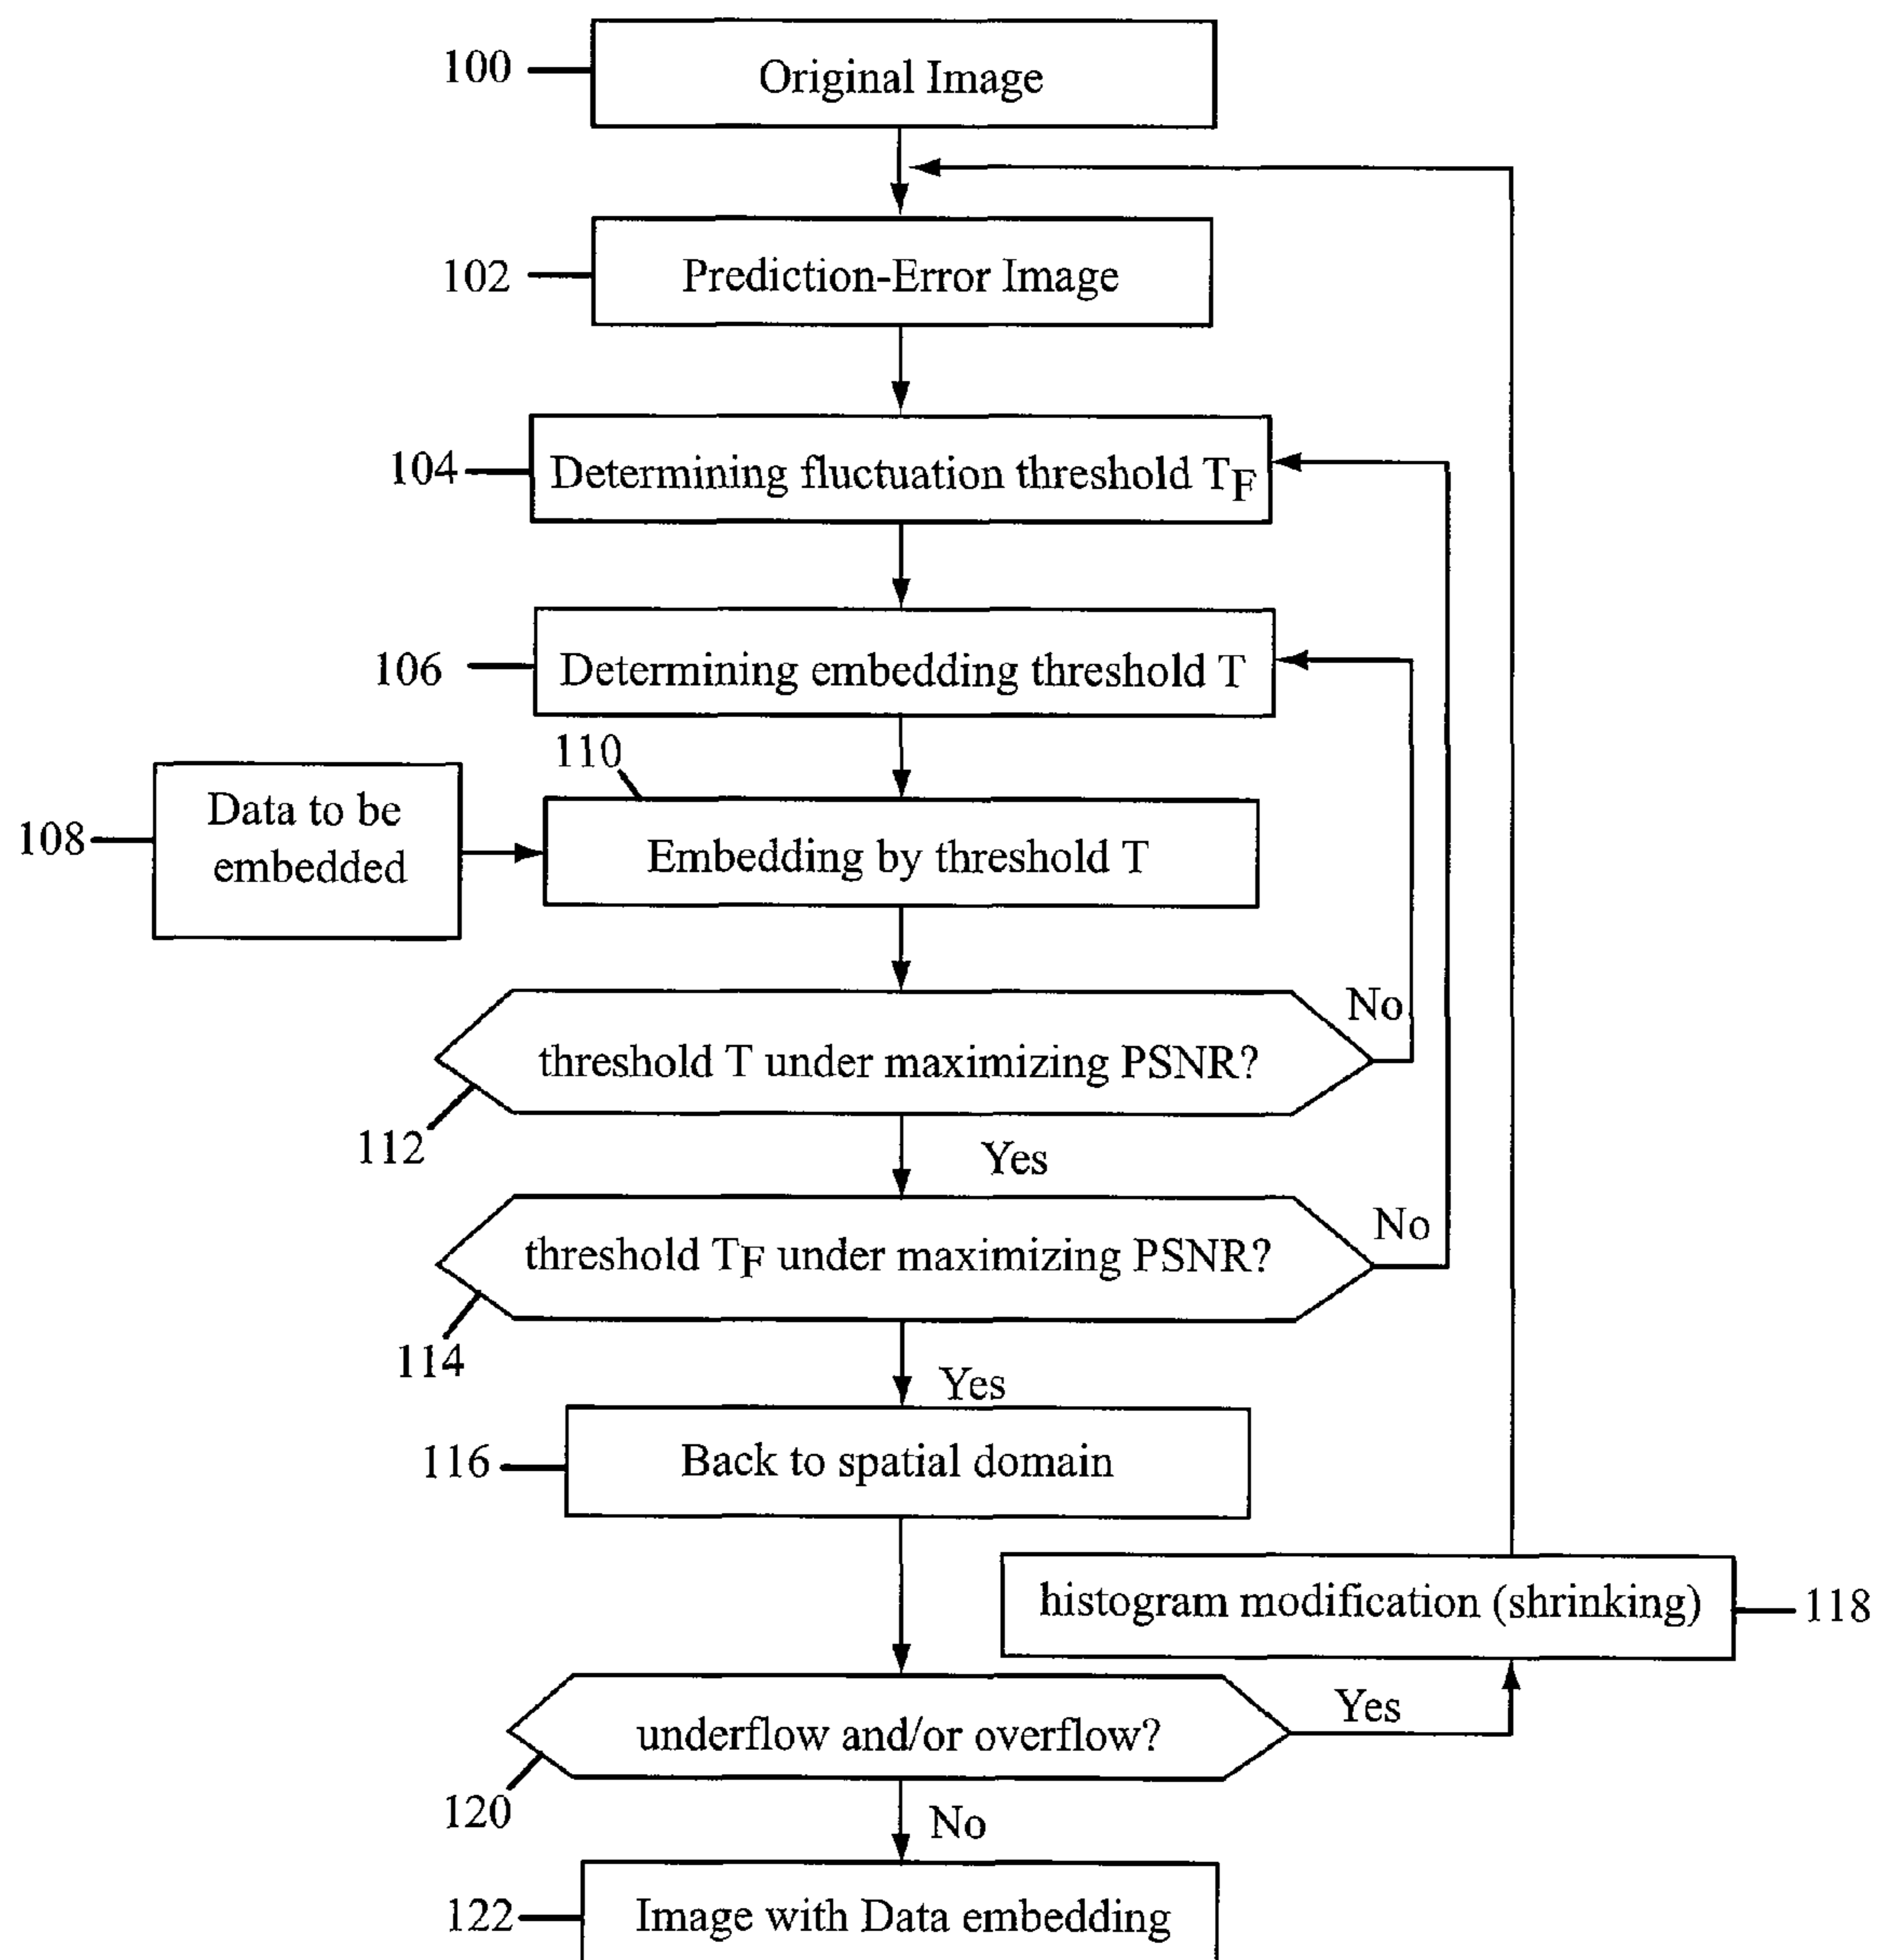 100
Original Image
102
Prediction-Error Image
104
Determining fluctuation threshold TF
106
Determining embedding threshold T
110
108
Data to be
embedded
Embedding by threshold T
No
threshold T under maximizing PSNR?
112
Yes
No
threshold TF under maximizing PSNR?
114
Yes
116
Back to spatial domain
histogram modification (shrinking)
118
Yes
underflow and/or overflow?
120
No
122
Image with Data embedding